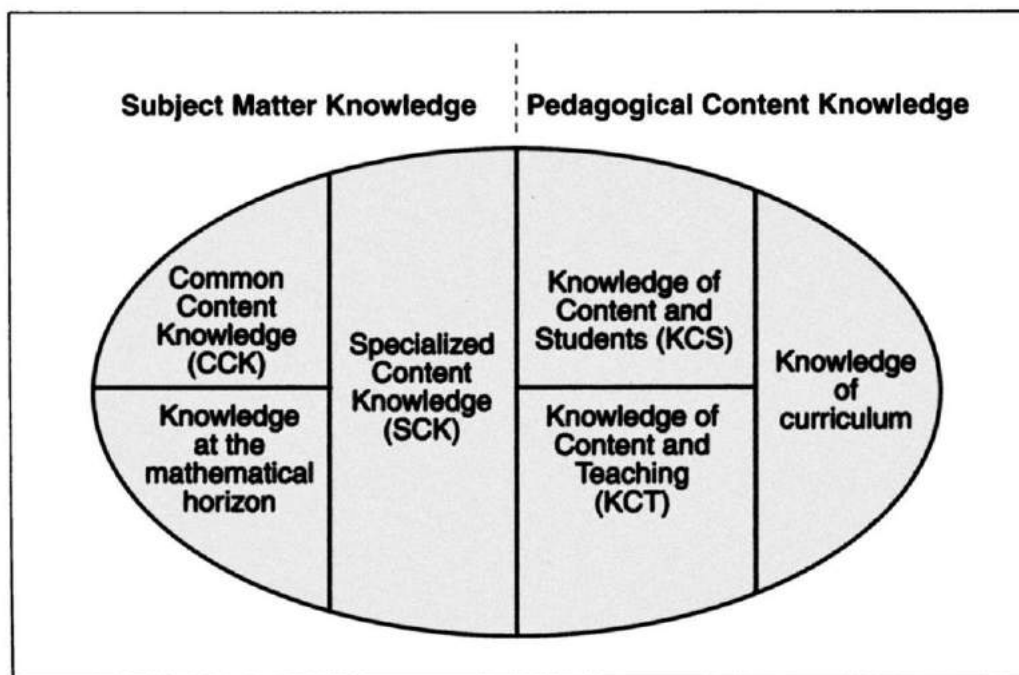 Subject Matter Knowledge
Pedagogical Content Knowledge
Common
Content
Knowledge
(CCK)
Knowledge
at the
mathematical
horizon
Specialized
Content
Knowledge
(SCK)
Knowledge of
Content and
Students (KCS)
Knowledge of
Content and
Teaching
(KCT)
Knowledge
of
curriculum